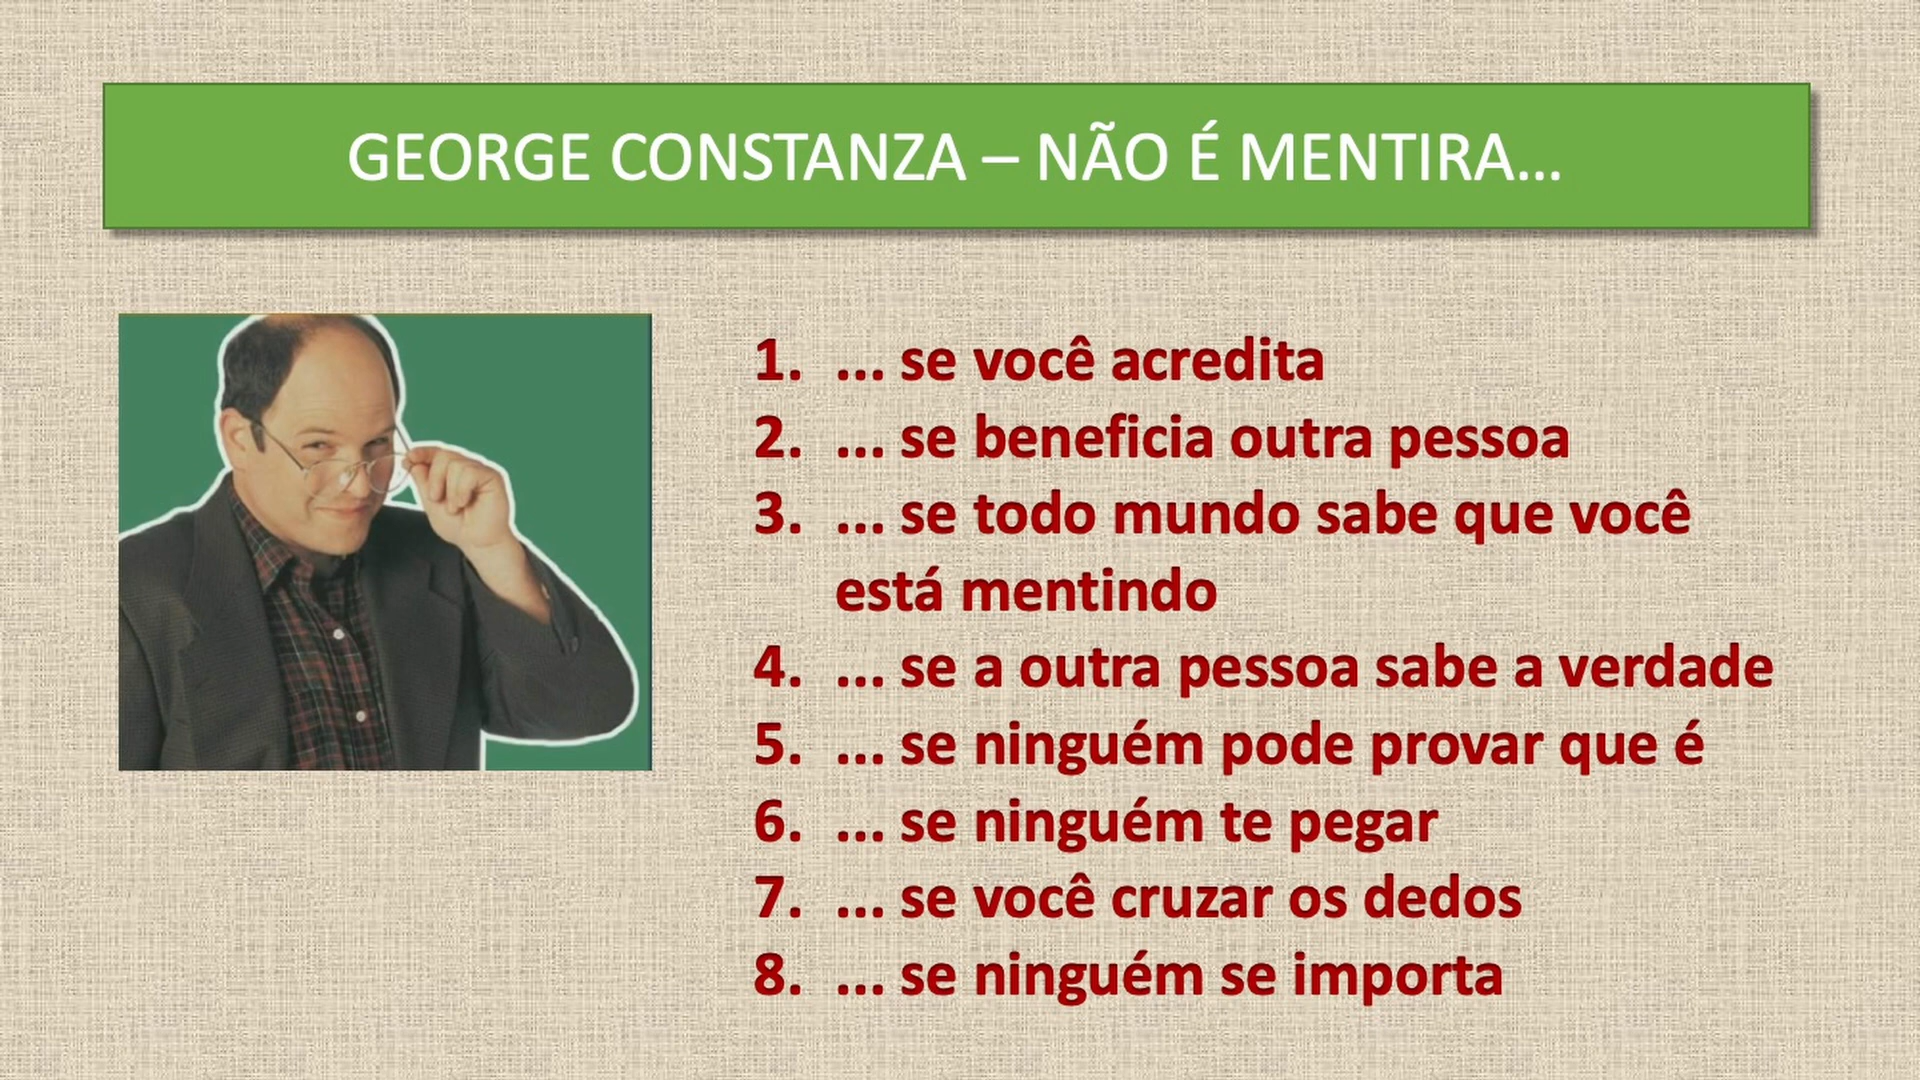 GEORGE CONSTANZA – NÃO É MENTIRA...
1. ... se você acredita
2. ... se beneficia outra pessoa
3. ... se todo mundo sabe que você
está mentindo
4. ... se a outra pessoa sabe a verdade
5. ... se ninguém pode provar que é
6. ... se ninguém te pegar
7. ... se você cruzar os dedos
8. ... se ninguém se importa